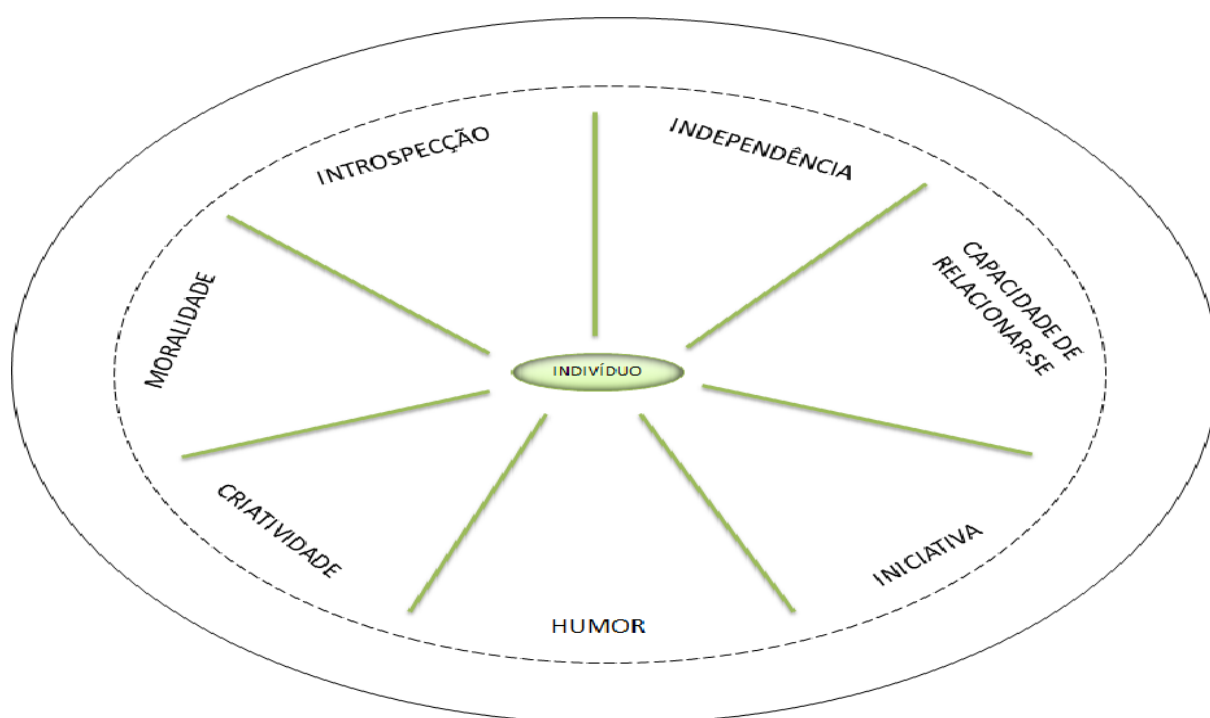 INTROSPECÇÃO
INDEPENDÊNCIA
CAPACIDADE DE
RELACIONAR-SE
MORALIDADE
INDIVÍDUO
CRIATIVIDADE
INICIATIVA
HUMOR